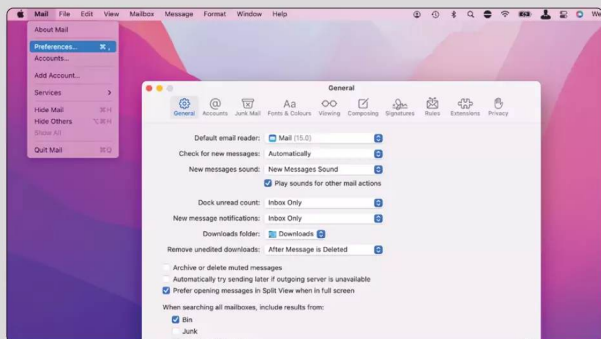 Mail File Edit View Mailbox Message Format Window Help We
About Mail
Preferences... ⌘ ,
Accounts...
Add Account...
Services >
Hide Mail ⌘H
Hide Others ⌥⌘H
Show All
Quit Mail ⌘Q
General
General Accounts Junk Mail Fonts & Colours Viewing Composing Signatures Rules Extensions Privacy
Default email reader: Mail (15.0)
Check for new messages: Automatically
New messages sound: New Messages Sound
Play sounds for other mail actions
Dock unread count: Inbox Only
New message notifications: Inbox Only
Downloads folder: Downloads
Remove unedited downloads: After Message is Deleted
Archive or delete muted messages
Automatically try sending later if outgoing server is unavailable
Prefer opening messages in Split View when in full screen
When searching all mailboxes, include results from:
Bin
Junk